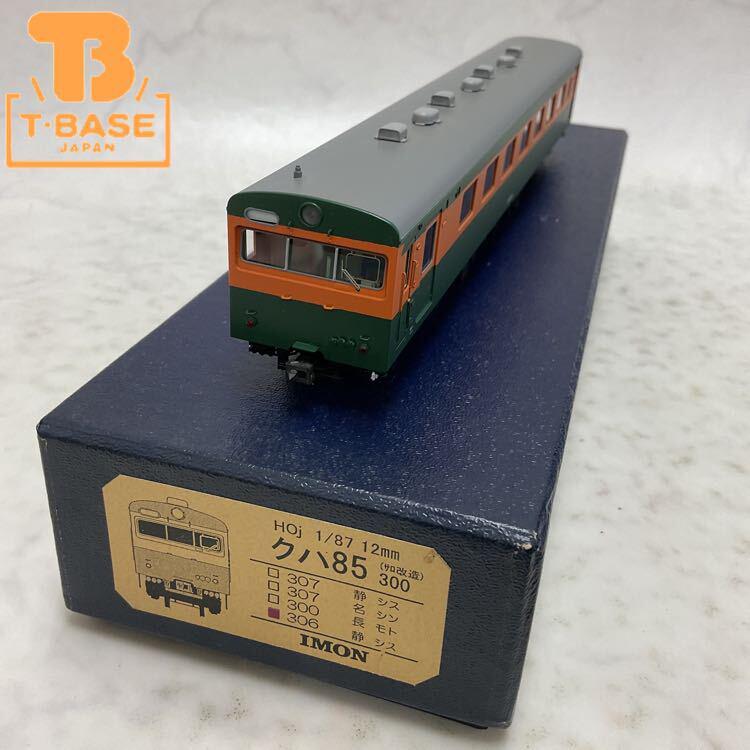 T·BASE
JAPAN
HOj 1/87 12mm
クハ85 (サロ改造) 300
□ 307 静シス
□ 307 名シン
□ 300 長モト
■ 306 静シス
IMON